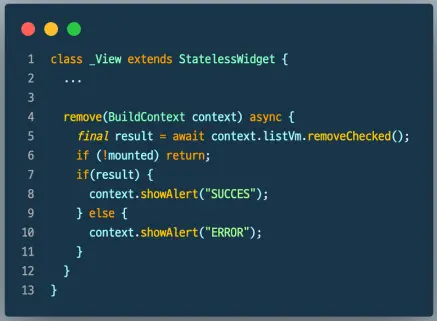 1 class _View extends StatelessWidget {
2   ...
3
4   remove(BuildContext context) async {
5     final result = await context.listVm.removeChecked();
6     if (!mounted) return;
7     if(result) {
8       context.showAlert("SUCCES");
9     } else {
10       context.showAlert("ERROR");
11     }
12   }
13 }